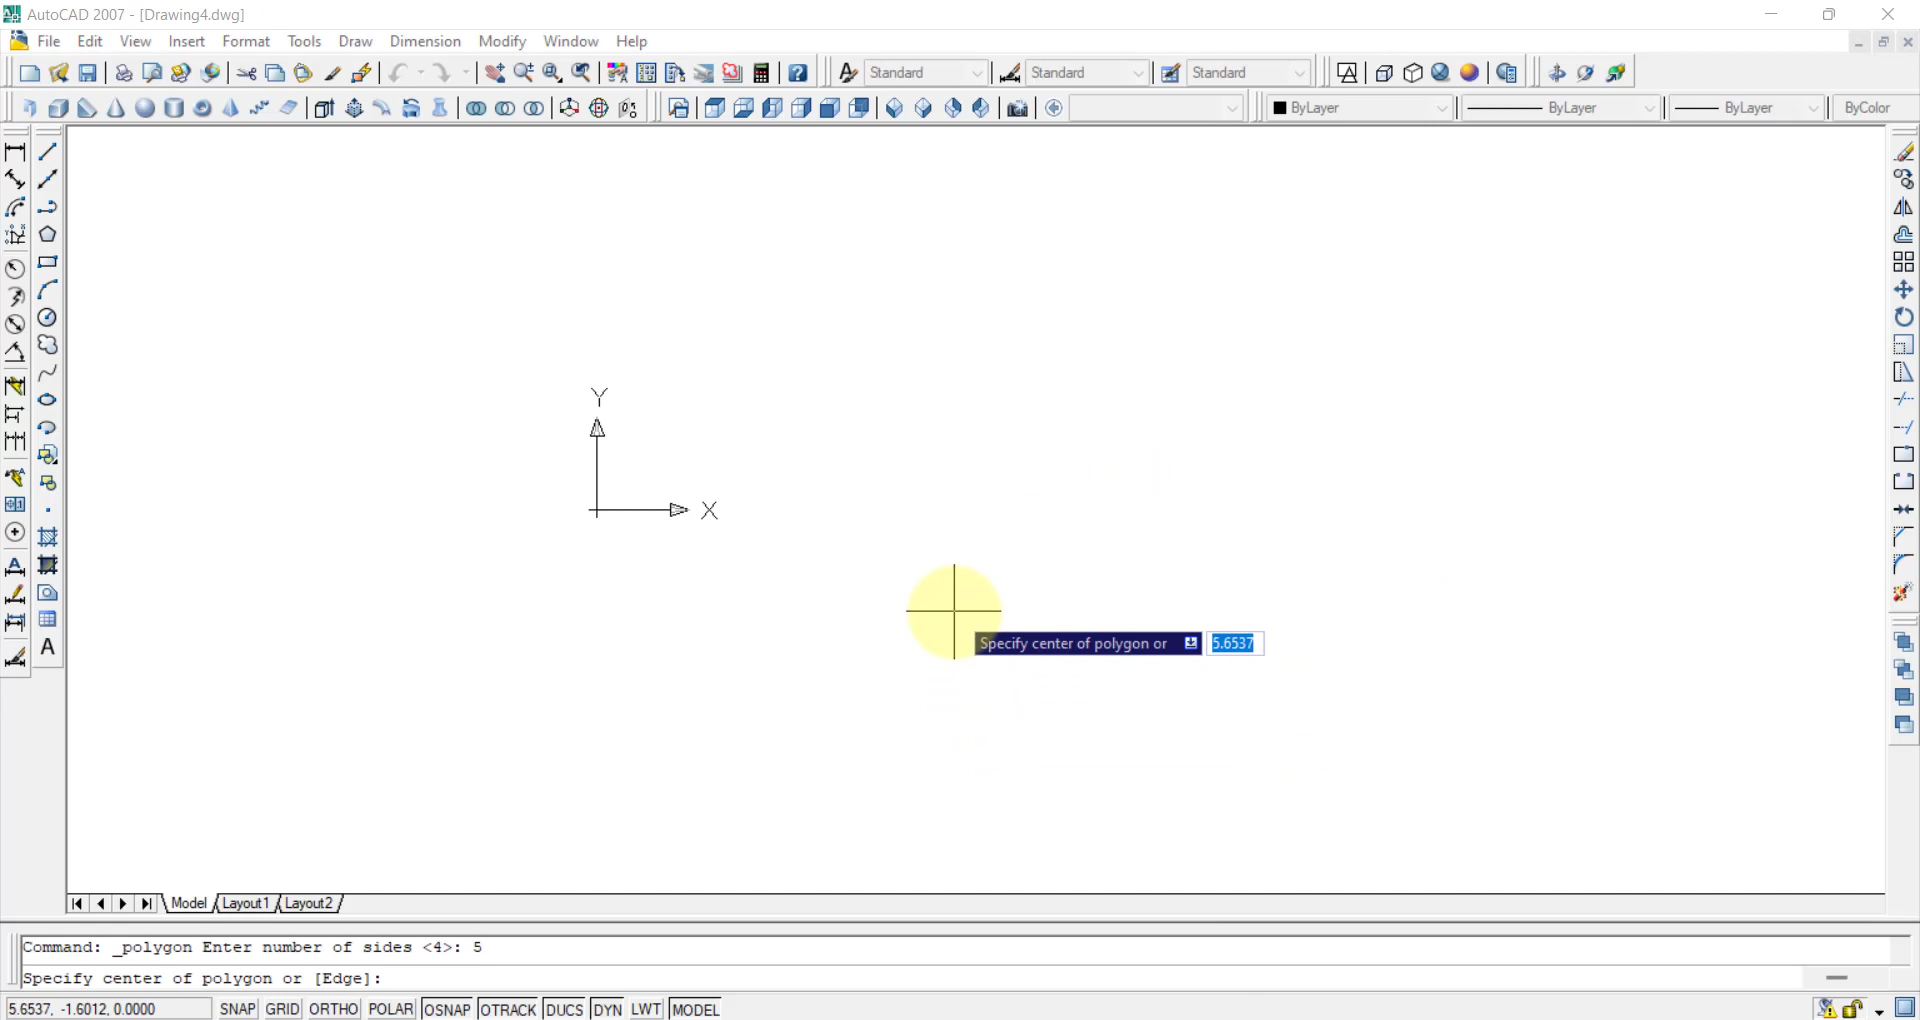 AutoCAD 2007 - [Drawing4.dwg]
File Edit View Insert Format Tools Draw Dimension Modify Window Help
Standard Standard Standard
ByLayer ByLayer ByLayer ByColor
Y
X
Specify center of polygon or 5.6537
Model Layout1 Layout2
Command: _polygon Enter number of sides <4>: 5
Specify center of polygon or [Edge]:
5.6537, -1.6012, 0.0000 SNAP GRID ORTHO POLAR OSNAP OTRACK DUCS DYN LWT MODEL